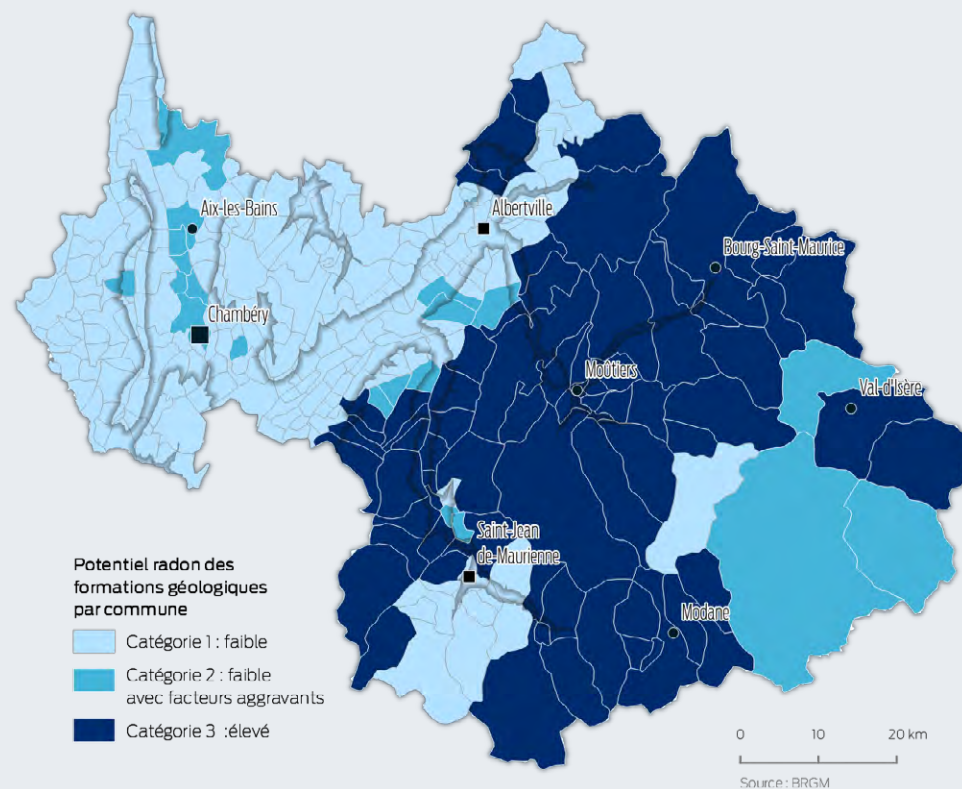 Aix-les-Bains
Albertville
Bourg-Saint-Maurice
Chambéry
Moûtiers
Val-d'Isère
Saint-Jean
de-Maurienne
Modane
Potentiel radon des
formations géologiques
par commune
Catégorie 1 : faible
Catégorie 2 : faible
avec facteurs aggravants
Catégorie 3 :élevé
0 10 20 km
Source : BRGM